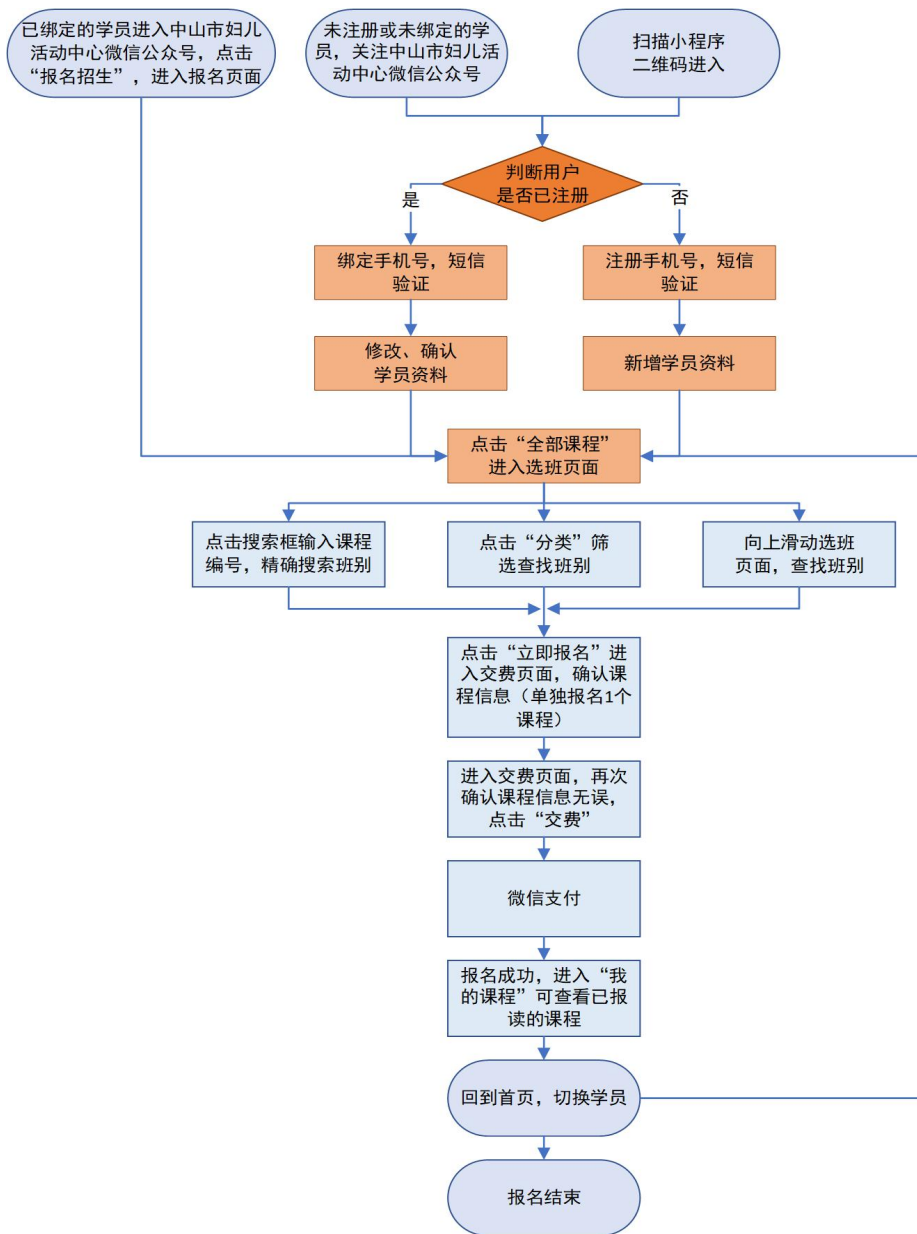 已绑定的学员进入中山市妇儿
活动中心微信公众号，点击
“报名招生”，进入报名页面
未注册或未绑定的学
员，关注中山市妇儿活
动中心微信公众号
扫描小程序
二维码进入
判断用户
是否已注册
是
否
绑定手机号，短信
验证
注册手机号，短信
验证
修改、确认
学员资料
新增学员资料
点击“全部课程”
进入选班页面
点击搜索框输入课程
编号，精确搜索班别
点击“分类”筛
选查找班别
向上滑动选班
页面，查找班别
点击“立即报名”进
入交费页面，确认课
程信息（单独报名1个
课程）
进入交费页面，再次
确认课程信息无误，
点击“交费”
微信支付
报名成功，进入“我
的课程”可查看已报
读的课程
回到首页，切换学员
报名结束